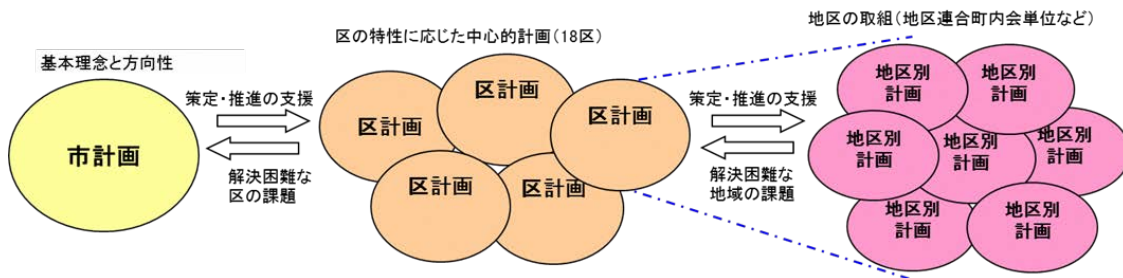 基本理念と方向性
市計画
策定・推進の支援
解決困難な
区の課題
区の特性に応じた中心的計画（18区）
区計画
区計画
区計画
区計画
区計画
策定・推進の支援
解決困難な
地域の課題
地区の取組（地区連合町内会単位など）
地区別
計画
地区別
計画
地区別
計画
地区別
計画
地区別
計画
地区別
計画
地区別
計画